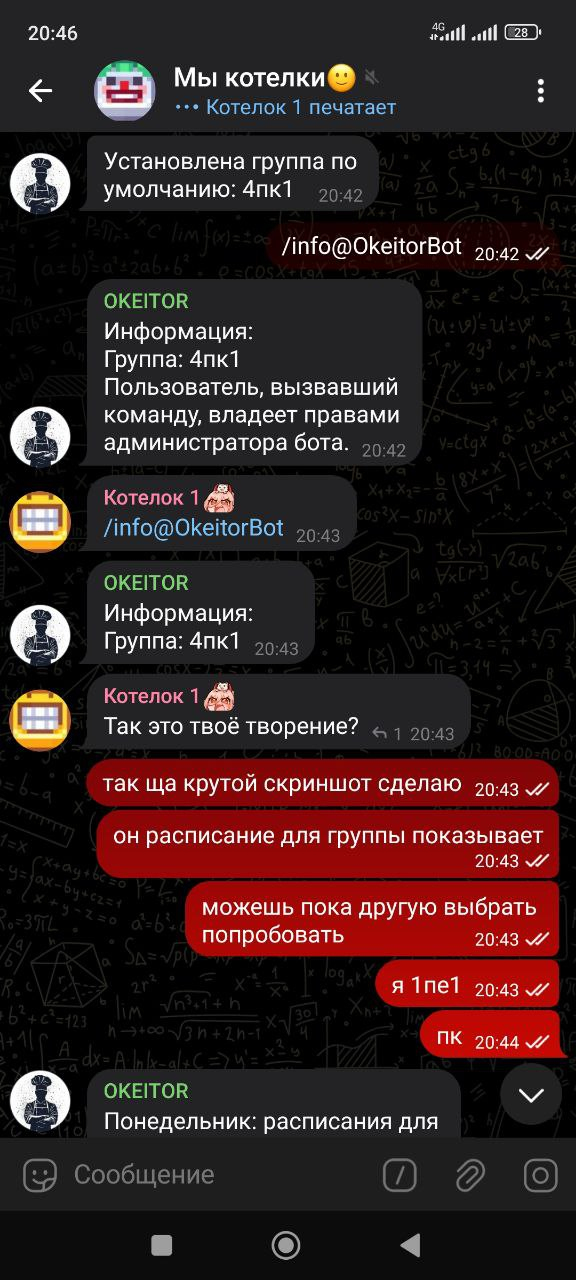 20:46
4G
28
Мы котелки🙂
Котелок 1 печатает
Установлена группа по
умолчанию: 4пк1 20:42
/info@OkeitorBot 20:42
OKEITOR
Информация:
Группа: 4пк1
Пользователь, вызвавший
команду, владеет правами
администратора бота. 20:42
Котелок 1
/info@OkeitorBot 20:43
OKEITOR
Информация:
Группа: 4пк1 20:43
Котелок 1
Так это твоё творение? 1 20:43
так ща крутой скриншот сделаю 20:43
он расписание для группы показывает
20:43
можешь пока другую выбрать
попробовать 20:43
я 1пе1 20:43
пк 20:44
OKEITOR
Понедельник: расписания для
Сообщение